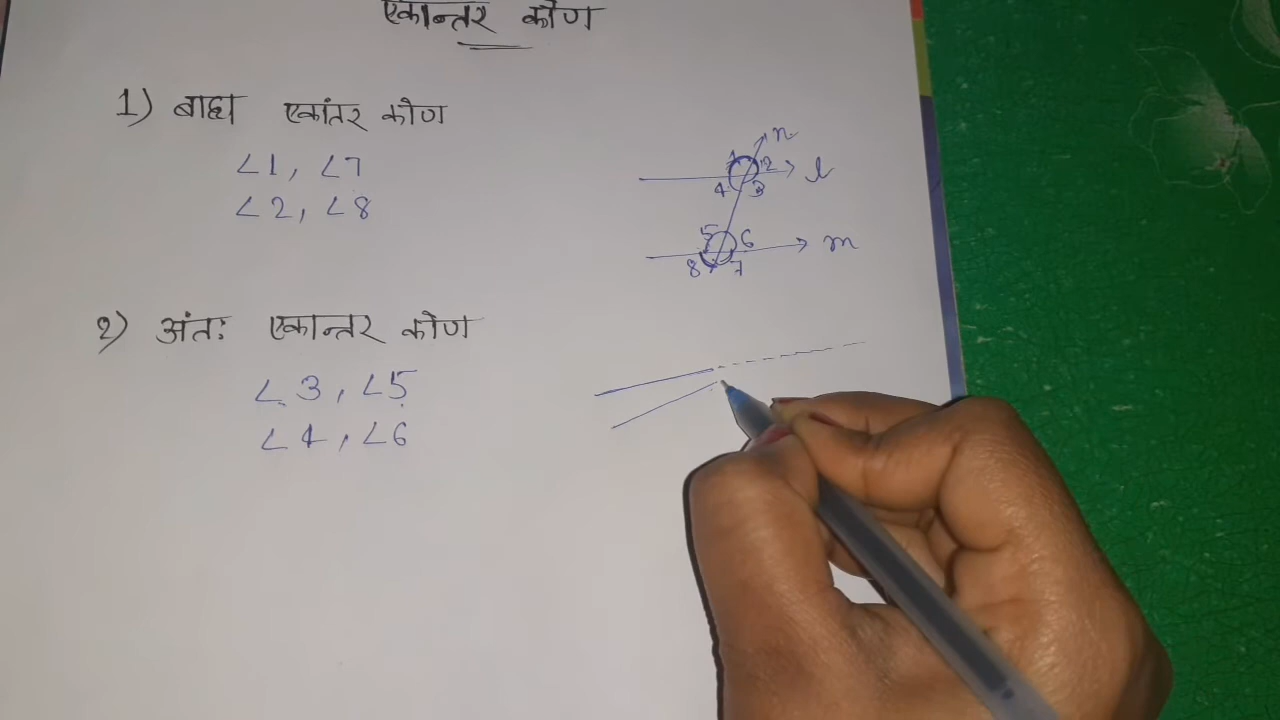 एकान्तर कोण
1) बाह्य एकांतर कोण
∠1, ∠7
∠2, ∠8
n
1 2 l
4 3
5 6 m
8 7
२) अंतः एकान्तर कोण
∠3, ∠5
∠4, ∠6